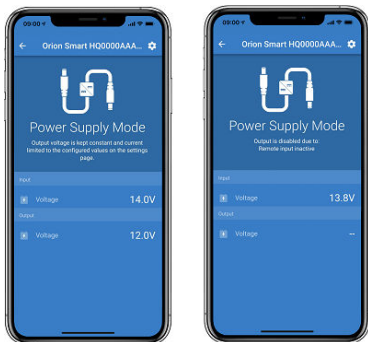 09:00
Orion Smart HQ0000AAA...
Power Supply Mode
Output voltage is kept constant and current
limited to the configured values on the settings
page.
Input
Voltage 14.0V
Output
Voltage 12.0V
09:00
Orion Smart HQ0000AAA...
Power Supply Mode
Output is disabled due to:
Remote input inactive
Input
Voltage 13.8V
Output
Voltage --